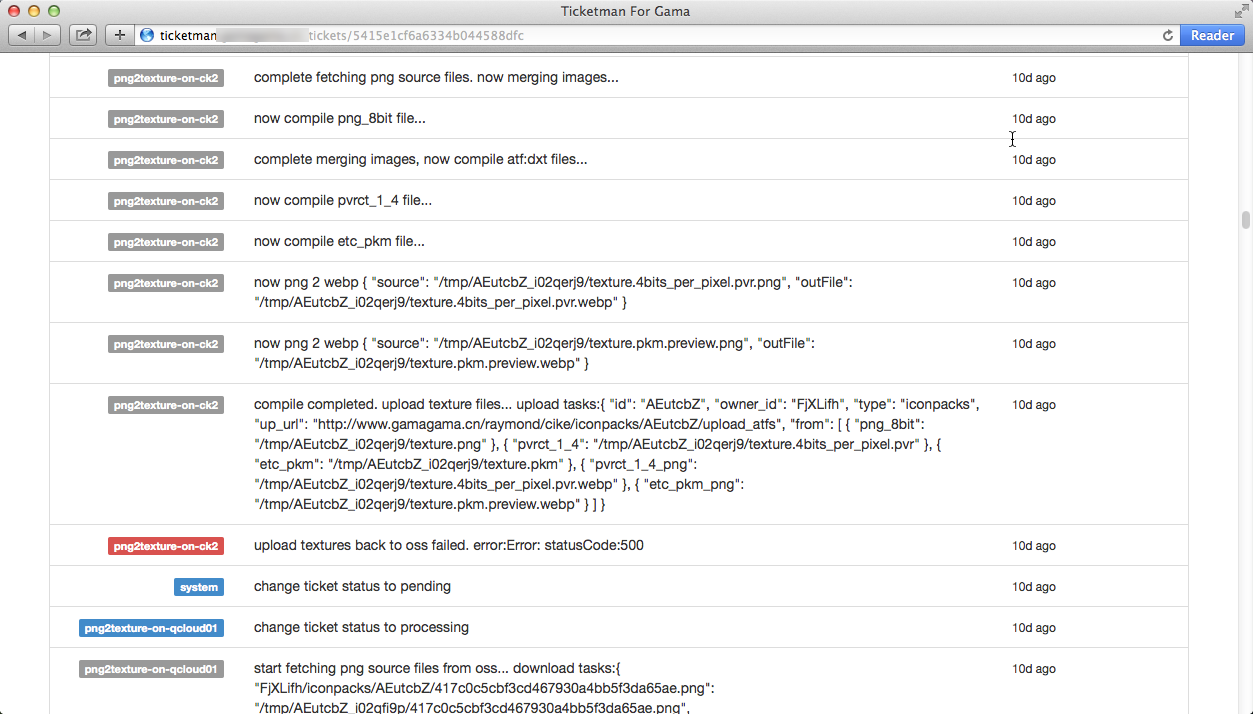 Ticketman For Gama
ticketman tickets/5415e1cf6a6334b044588dfc
Reader
png2texture-on-ck2 complete fetching png source files. now merging images... 10d ago
png2texture-on-ck2 now compile png_8bit file... 10d ago
png2texture-on-ck2 complete merging images, now compile atf:dxt files... 10d ago
png2texture-on-ck2 now compile pvrct_1_4 file... 10d ago
png2texture-on-ck2 now compile etc_pkm file... 10d ago
png2texture-on-ck2 now png 2 webp { "source": "/tmp/AEutcbZ_i02qerj9/texture.4bits_per_pixel.pvr.png", "outFile": 10d ago
"/tmp/AEutcbZ_i02qerj9/texture.4bits_per_pixel.pvr.webp" }
png2texture-on-ck2 now png 2 webp { "source": "/tmp/AEutcbZ_i02qerj9/texture.pkm.preview.png", "outFile": 10d ago
"/tmp/AEutcbZ_i02qerj9/texture.pkm.preview.webp" }
png2texture-on-ck2 compile completed. upload texture files... upload tasks:{ "id": "AEutcbZ", "owner_id": "FjXLifh", "type": "iconpacks", 10d ago
"up_url": "http://www.gamagama.cn/raymond/cike/iconpacks/AEutcbZ/upload_atfs", "from": [ { "png_8bit":
"/tmp/AEutcbZ_i02qerj9/texture.png" }, { "pvrct_1_4": "/tmp/AEutcbZ_i02qerj9/texture.4bits_per_pixel.pvr" }, {
"etc_pkm": "/tmp/AEutcbZ_i02qerj9/texture.pkm" }, { "pvrct_1_4_png":
"/tmp/AEutcbZ_i02qerj9/texture.4bits_per_pixel.pvr.webp" }, { "etc_pkm_png":
"/tmp/AEutcbZ_i02qerj9/texture.pkm.preview.webp" } ] }
png2texture-on-ck2 upload textures back to oss failed. error:Error: statusCode:500 10d ago
system change ticket status to pending 10d ago
png2texture-on-qcloud01 change ticket status to processing 10d ago
png2texture-on-qcloud01 start fetching png source files from oss... download tasks:{ 10d ago
"FjXLifh/iconpacks/AEutcbZ/417c0c5cbf3cd467930a4bb5f3da65ae.png":
"/tmp/AEutcbZ_i02qfi9p/417c0c5cbf3cd467930a4bb5f3da65ae.png",